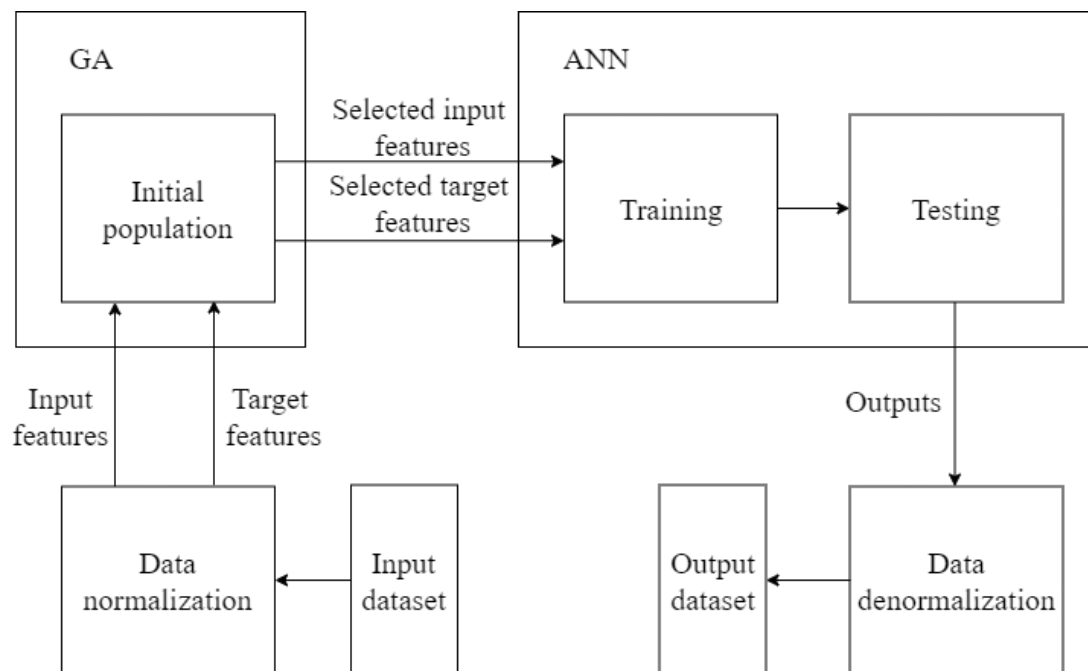 GA
ANN
Selected input
features
Selected target
features
Initial
population
Training
Testing
Input
features
Target
features
Outputs
Data
normalization
Input
dataset
Output
dataset
Data
denormalization